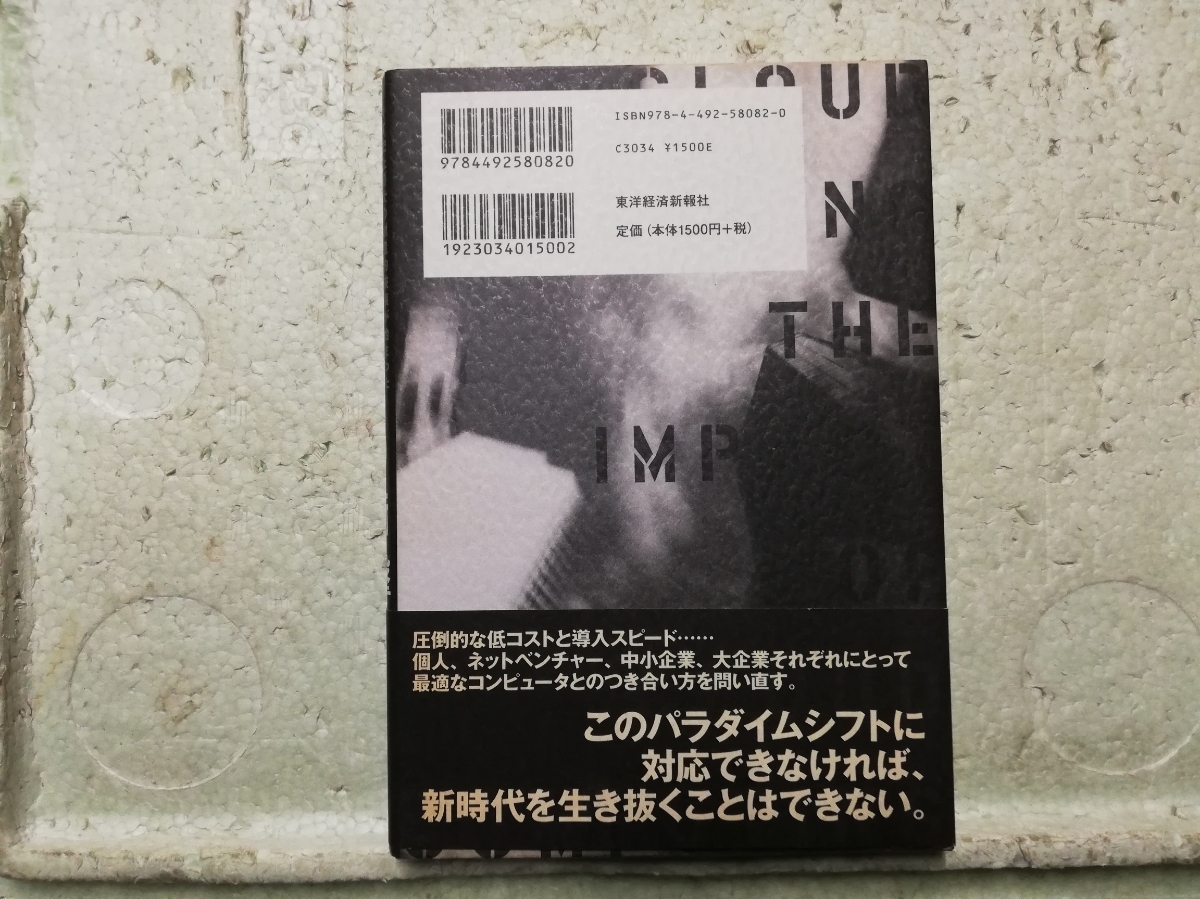 CLOUD
ISBN978-4-492-58082-0
9784492580820
C3034 ¥1500E
N
東洋経済新報社
定価(本体1500円+税)
1923034015002
THE
IMP
圧倒的な低コストと導入スピード……
個人、ネットベンチャー、中小企業、大企業それぞれにとって
最適なコンピュータとのつき合い方を問い直す。
このパラダイムシフトに
対応できなければ、
新時代を生き抜くことはできない。